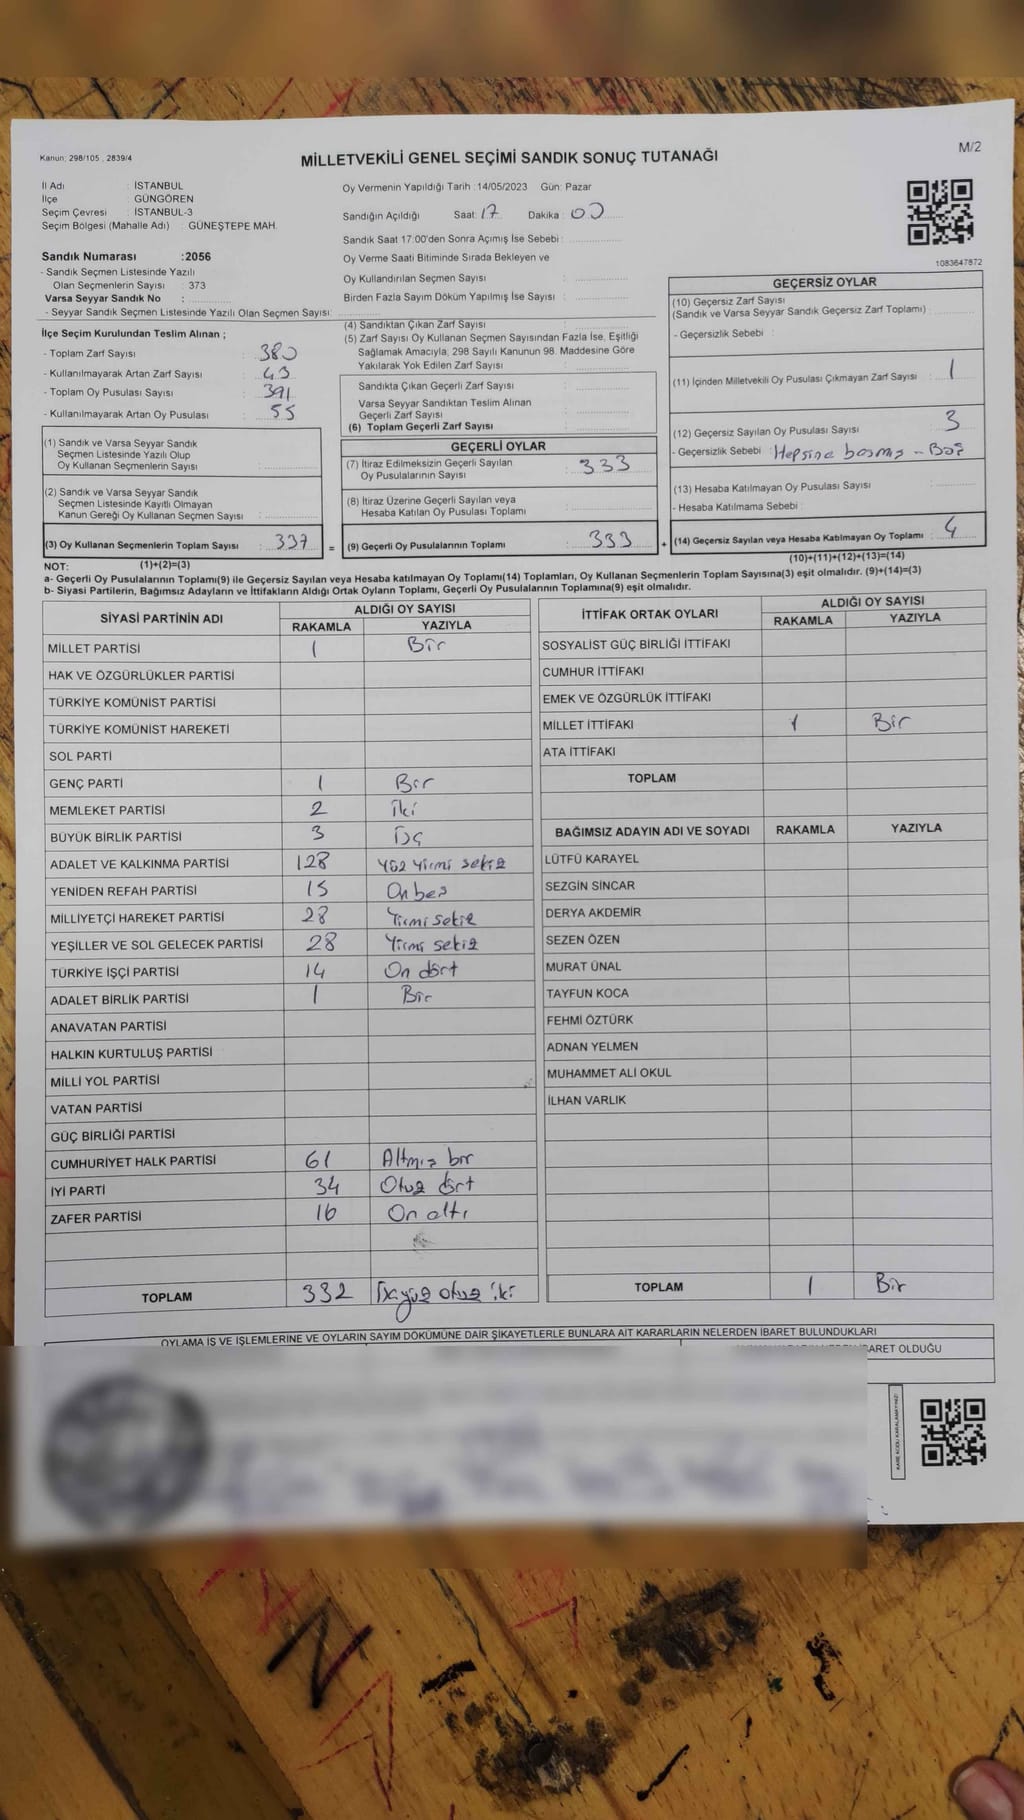 Kanun: 298/105 , 2839/4
MİLLETVEKİLİ GENEL SEÇİMİ SANDIK SONUÇ TUTANAĞI
M/2
İl Adı : İSTANBUL
İlçe GÜNGÖREN
Seçim Çevresi : İSTANBUL-3
Seçim Bölgesi (Mahalle Adı) : GÜNEŞTEPE MAH.
Sandık Numarası :2056
- Sandık Seçmen Listesinde Yazılı
Olan Seçmenlerin Sayısı : 373
Varsa Seyyar Sandık No :
- Seyyar Sandık Seçmen Listesinde Yazılı Olan Seçmen Sayısı:
Oy Vermenin Yapıldığı Tarih :14/05/2023 Gün: Pazar
Sandığın Açıldığı Saat: 17 Dakika : 00
Sandık Saat 17:00'den Sonra Açımış İse Sebebi :
Oy Verme Saati Bitiminde Sırada Bekleyen ve
Oy Kullandırılan Seçmen Sayısı :
Birden Fazla Sayım Döküm Yapılmış İse Sayısı :
1083647872
İlçe Seçim Kurulundan Teslim Alınan ;
- Toplam Zarf Sayısı : 380
- Kullanılmayarak Artan Zarf Sayısı : 43
- Toplam Oy Pusulası Sayısı : 391
- Kullanılmayarak Artan Oy Pusulası : 55
(1) Sandık ve Varsa Seyyar Sandık
Seçmen Listesinde Yazılı Olup
Oy Kullanan Seçmenlerin Sayısı :
(2) Sandık ve Varsa Seyyar Sandık
Seçmen Listesinde Kayıtlı Olmayan
Kanun Gereği Oy Kullanan Seçmen Sayısı :
(3) Oy Kullanan Seçmenlerin Toplam Sayısı : 337 =
(4) Sandıktan Çıkan Zarf Sayısı :
(5) Zarf Sayısı Oy Kullanan Seçmen Sayısından Fazla İse, Eşitliği
Sağlamak Amacıyla, 298 Sayılı Kanunun 98. Maddesine Göre
Yakılarak Yok Edilen Zarf Sayısı :
Sandıkta Çıkan Geçerli Zarf Sayısı :
Varsa Seyyar Sandıktan Teslim Alınan
Geçerli Zarf Sayısı :
(6) Toplam Geçerli Zarf Sayısı :
GEÇERLİ OYLAR
(7) İtiraz Edilmeksizin Geçerli Sayılan
Oy Pusulalarının Sayısı : 333
(8) İtiraz Üzerine Geçerli Sayılan veya
Hesaba Katılan Oy Pusulası Toplamı :
(9) Geçerli Oy Pusulalarının Toplamı : 333 +
GEÇERSİZ OYLAR
(10) Geçersiz Zarf Sayısı
(Sandık ve Varsa Seyyar Sandık Geçersiz Zarf Toplamı) :
- Geçersizlik Sebebi :
(11) İçinden Milletvekili Oy Pusulası Çıkmayan Zarf Sayısı : 1
(12) Geçersiz Sayılan Oy Pusulası Sayısı : 3
- Geçersizlik Sebebi : Hepsine basmış - Boş
(13) Hesaba Katılmayan Oy Pusulası Sayısı :
- Hesaba Katılmama Sebebi :
(14) Geçersiz Sayılan veya Hesaba Katılmayan Oy Toplamı : 4
NOT: (1)+(2)=(3)
(10)+(11)+(12)+(13)=(14)
a- Geçerli Oy Pusulalarının Toplamı(9) ile Geçersiz Sayılan veya Hesaba katılmayan Oy Toplamı(14) Toplamları, Oy Kullanan Seçmenlerin Toplam Sayısına(3) eşit olmalıdır. (9)+(14)=(3)
b- Siyasi Partilerin, Bağımsız Adayların ve İttifakların Aldığı Ortak Oyların Toplamı, Geçerli Oy Pusulalarının Toplamına(9) eşit olmalıdır.
SİYASİ PARTİNİN ADI ALDIĞI OY SAYISI
RAKAMLA YAZIYLA
MİLLET PARTİSİ 1 Bir
HAK VE ÖZGÜRLÜKLER PARTİSİ
TÜRKİYE KOMÜNİST PARTİSİ
TÜRKİYE KOMÜNİST HAREKETİ
SOL PARTİ
GENÇ PARTİ 1 Bir
MEMLEKET PARTİSİ 2 İki
BÜYÜK BİRLİK PARTİSİ 3 Üç
ADALET VE KALKINMA PARTİSİ 128 Yüz Yirmi sekiz
YENİDEN REFAH PARTİSİ 15 On beş
MİLLİYETÇİ HAREKET PARTİSİ 28 Yirmi sekiz
YEŞİLLER VE SOL GELECEK PARTİSİ 28 Yirmi sekiz
TÜRKİYE İŞÇİ PARTİSİ 14 On dört
ADALET BİRLİK PARTİSİ 1 Bir
ANAVATAN PARTİSİ
HALKIN KURTULUŞ PARTİSİ
MİLLİ YOL PARTİSİ
VATAN PARTİSİ
GÜÇ BİRLİĞİ PARTİSİ
CUMHURİYET HALK PARTİSİ 61 Altmış bir
İYİ PARTİ 34 Otuz dört
ZAFER PARTİSİ 16 On altı
TOPLAM 332 Üçyüz otuz iki
İTTİFAK ORTAK OYLARI ALDIĞI OY SAYISI
RAKAMLA YAZIYLA
SOSYALİST GÜÇ BİRLİĞİ İTTİFAKI
CUMHUR İTTİFAKI
EMEK VE ÖZGÜRLÜK İTTİFAKI
MİLLET İTTİFAKI 1 Bir
ATA İTTİFAKI
TOPLAM
BAĞIMSIZ ADAYIN ADI VE SOYADI RAKAMLA YAZIYLA
LÜTFÜ KARAYEL
SEZGİN SİNCAR
DERYA AKDEMİR
SEZEN ÖZEN
MURAT ÜNAL
TAYFUN KOCA
FEHMİ ÖZTÜRK
ADNAN YELMEN
MUHAMMET ALİ OKUL
İLHAN VARLIK
TOPLAM 1 Bir
OYLAMA İŞ VE İŞLEMLERİNE VE OYLARIN SAYIM DÖKÜMÜNE DAİR ŞİKAYETLERLE BUNLARA AİT KARARLARIN NELERDEN İBARET BULUNDUKLARI
İBARET OLDUĞU
KARE KODU KARALAMAYINIZ!